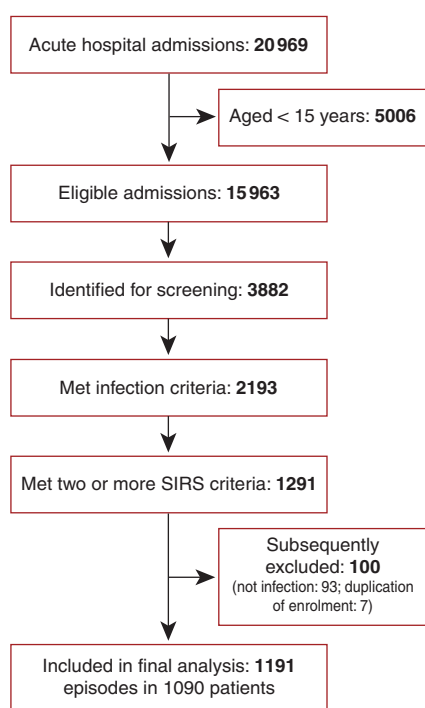 Acute hospital admissions: 20 969
Aged < 15 years: 5006
Eligible admissions: 15 963
Identified for screening: 3882
Met infection criteria: 2193
Met two or more SIRS criteria: 1291
Subsequently
excluded: 100
(not infection: 93; duplication
of enrolment: 7)
Included in final analysis: 1191
episodes in 1090 patients